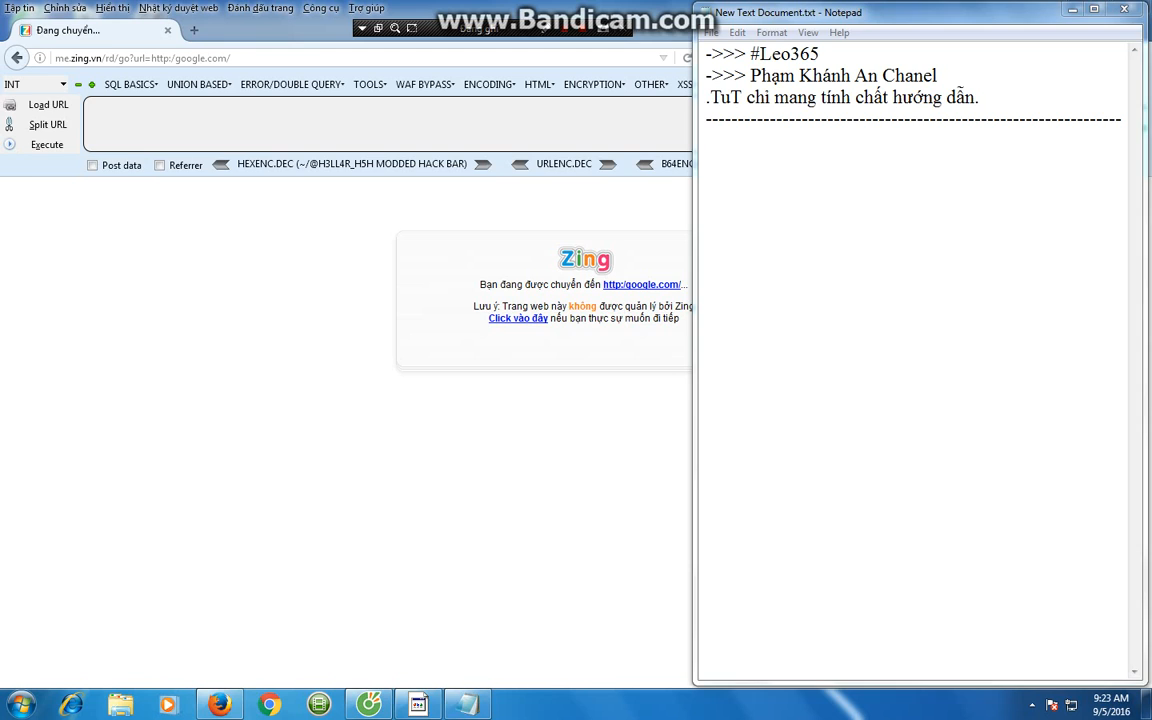 Tập tin Chỉnh sửa Hiển thị Nhật ký duyệt web Đánh dấu trang Công cụ Trợ giúp
www.Bandicam.com
New Text Document.txt - Notepad
Đang chuyển...
File Edit Format View Help
me.zing.vn/rd/go?url=http:/google.com/
->>> #Leo365
->>> Phạm Khánh An Chanel
.TuT chỉ mang tính chất hướng dẫn.
--------------------------------------------------------------
INT SQL BASICS UNION BASED ERROR/DOUBLE QUERY TOOLS WAF BYPASS ENCODING HTML ENCRYPTION OTHER XSS
Load URL
Split URL
Execute
Post data Referrer HEXENC.DEC (~/@H3LL4R_H5H MODDED HACK BAR) URLENC.DEC B64ENC
Zing
Bạn đang được chuyển đến http:/google.com/...
Lưu ý: Trang web này không được quản lý bởi Zing
Click vào đây nếu bạn thực sự muốn đi tiếp
9:23 AM
9/5/2016